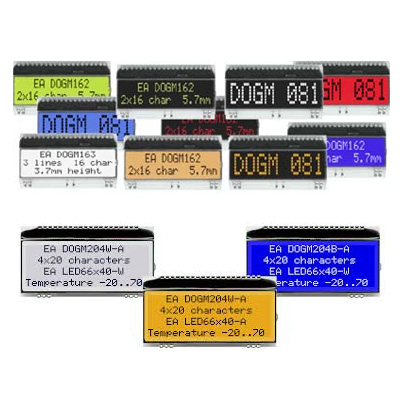 EA DOGM162
2x16 char 5.7mm
EA DOGM162
2x16 char 5.7mm
DOGM 081
DOGM 081
DOGM 081
EA DOGM163
3 lines 16 char
3.7mm height
EA DOGM162
2x16 char 5.7mm
DOGM 081
EA DOGM162
5.7mm
EA DOGM204W-A
4x20 characters
EA LED66x40-W
Temperature -20..70
EA DOGM204B-A
4x20 characters
EA LED66x40-W
Temperature -20..70
EA DOGM204W-A
4x20 characters
EA LED66x40-A
Temperature -20..70